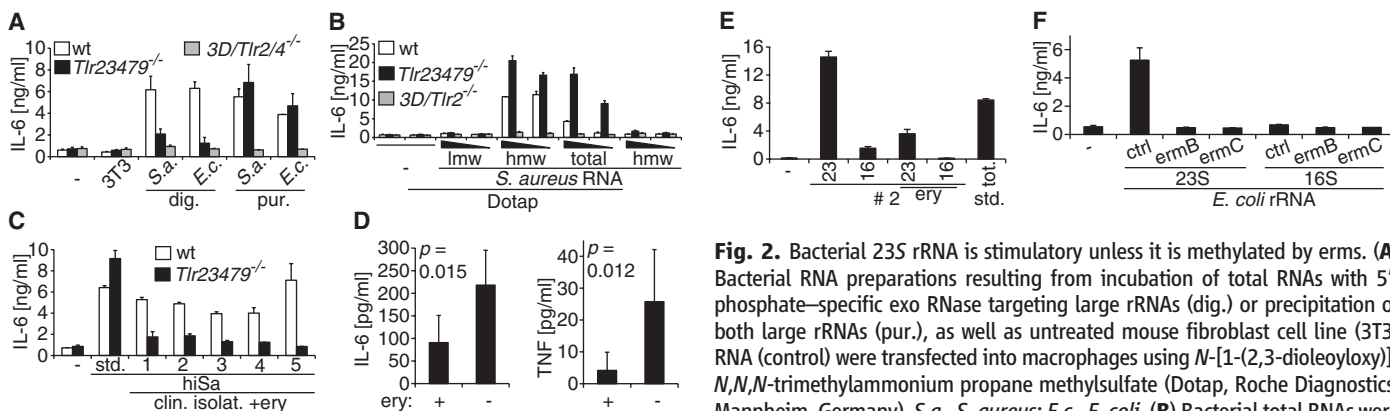 A
IL-6 [ng/ml]
10
8
6
4
2
0
wt
Tlr23479-/-
3D/Tlr2/4-/-
-
3T3
S.a.
E.c.
S.a.
E.c.
dig.
pur.
B
IL-6 [ng/ml]
25
20
15
10
5
0
wt
Tlr23479-/-
3D/Tlr2-/-
-
lmw
hmw
total
hmw
S. aureus RNA
Dotap
C
IL-6 [ng/ml]
10
8
6
4
2
0
wt
Tlr23479-/-
-
std.
1
2
3
4
5
hiSa
clin. isolat. +ery
D
IL-6 [pg/ml]
300
250
200
150
100
50
0
p =
0.015
ery:
+
-
TNF [pg/ml]
40
30
20
10
0
p =
0.012
+
-
E
IL-6 [ng/ml]
16
12
8
4
0
-
23
16
23
16
tot.
ery
# 2
std.
F
IL-6 [ng/ml]
6
4
2
0
-
ctrl
ermB
ermC
ctrl
ermB
ermC
23S
16S
E. coli rRNA
Fig. 2. Bacterial 23S rRNA is stimulatory unless it is methylated by erms. (A
Bacterial RNA preparations resulting from incubation of total RNAs with 5'
phosphate–specific exo RNase targeting large rRNAs (dig.) or precipitation o
both large rRNAs (pur.), as well as untreated mouse fibroblast cell line (3T3
RNA (control) were transfected into macrophages using N-[1-(2,3-dioleoyloxy)]
N,N,N-trimethylammonium propane methylsulfate (Dotap, Roche Diagnostics
Mannheim, Germany). S.a., S. aureus; E.c., E. coli. (B) Bacterial total RNAs were